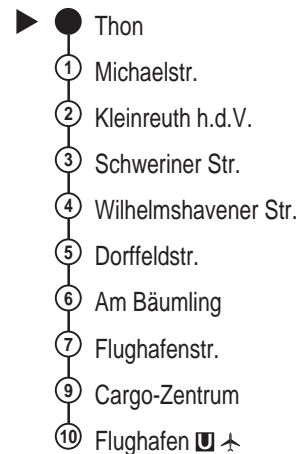 Thon
1 Michaelstr.
2 Kleinreuth h.d.V.
3 Schweriner Str.
4 Wilhelmshavener Str.
5 Dorffeldstr.
6 Am Bäumling
7 Flughafenstr.
9 Cargo-Zentrum
10 Flughafen U